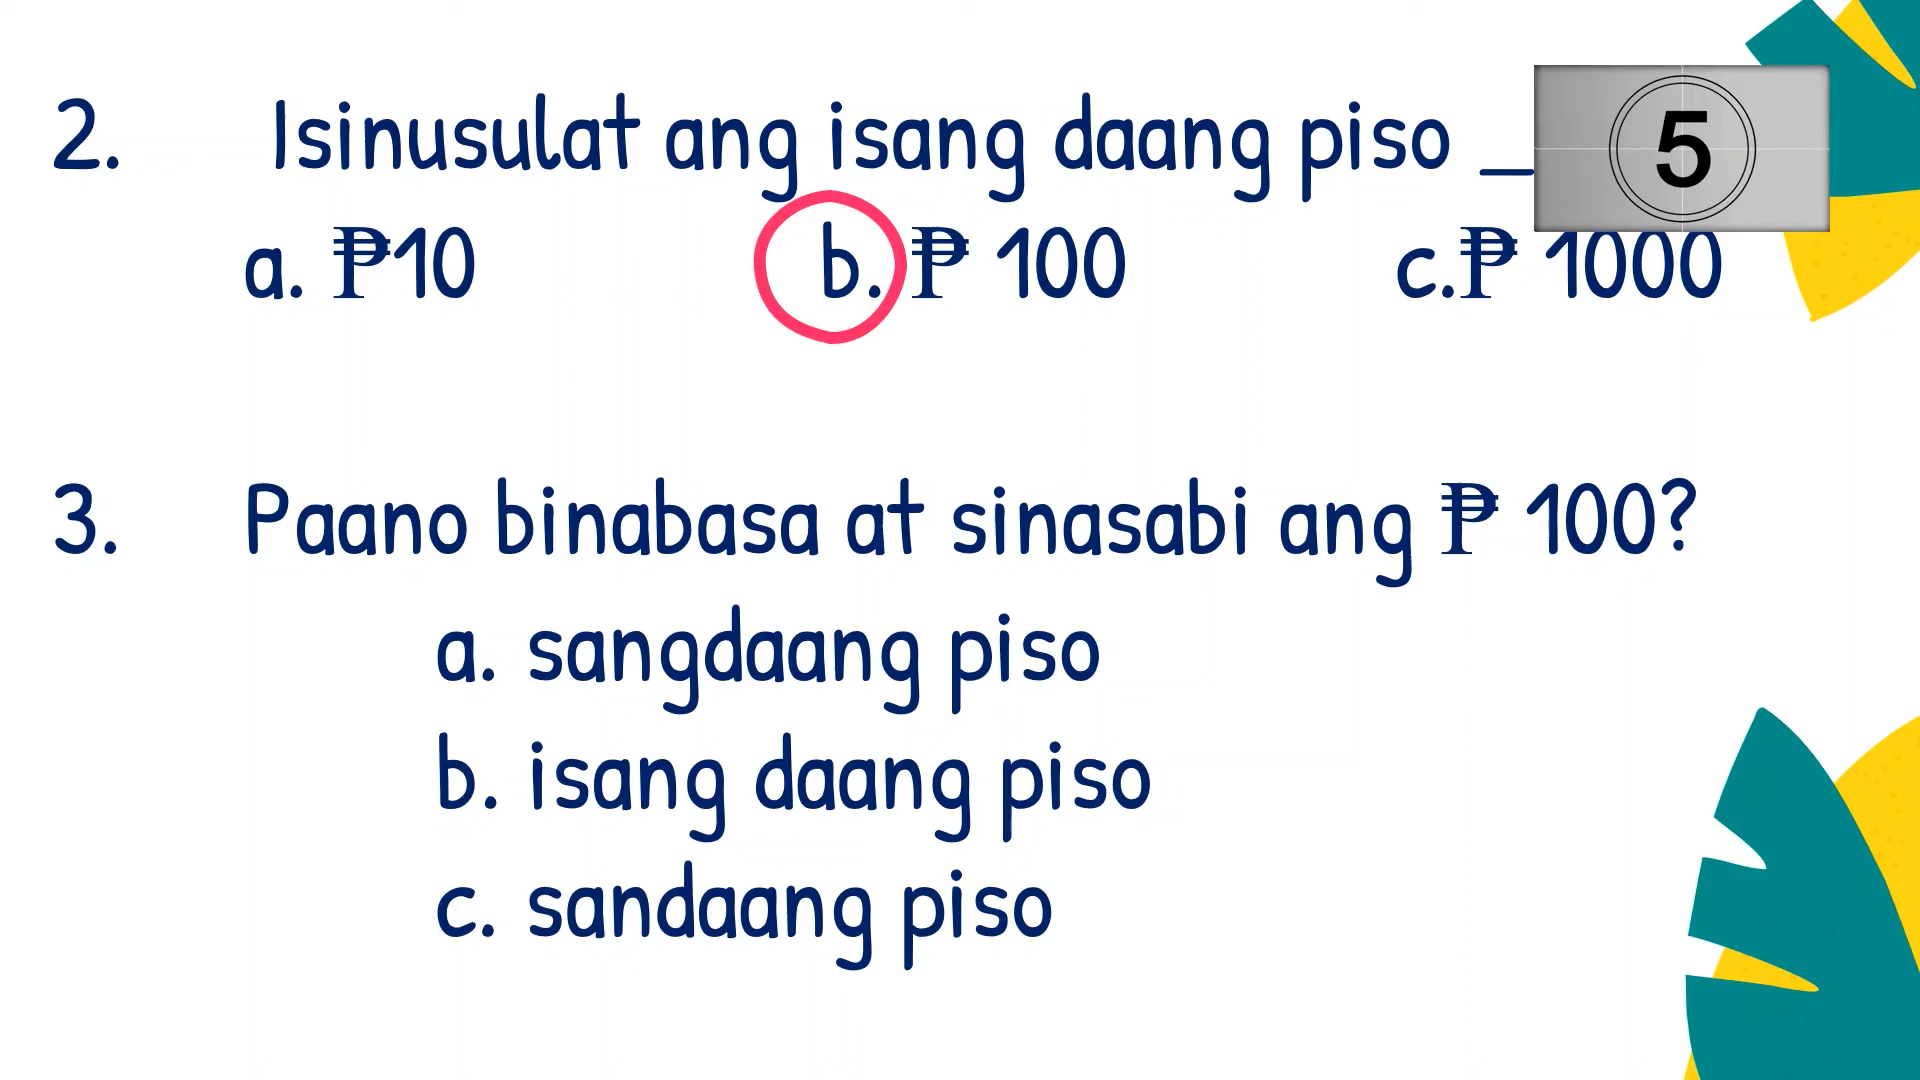 2. Isinusulat ang isang daang piso _
5
a. ₱10 b. ₱ 100 c.₱ 1000
3. Paano binabasa at sinasabi ang ₱ 100?
a. sangdaang piso
b. isang daang piso
c. sandaang piso